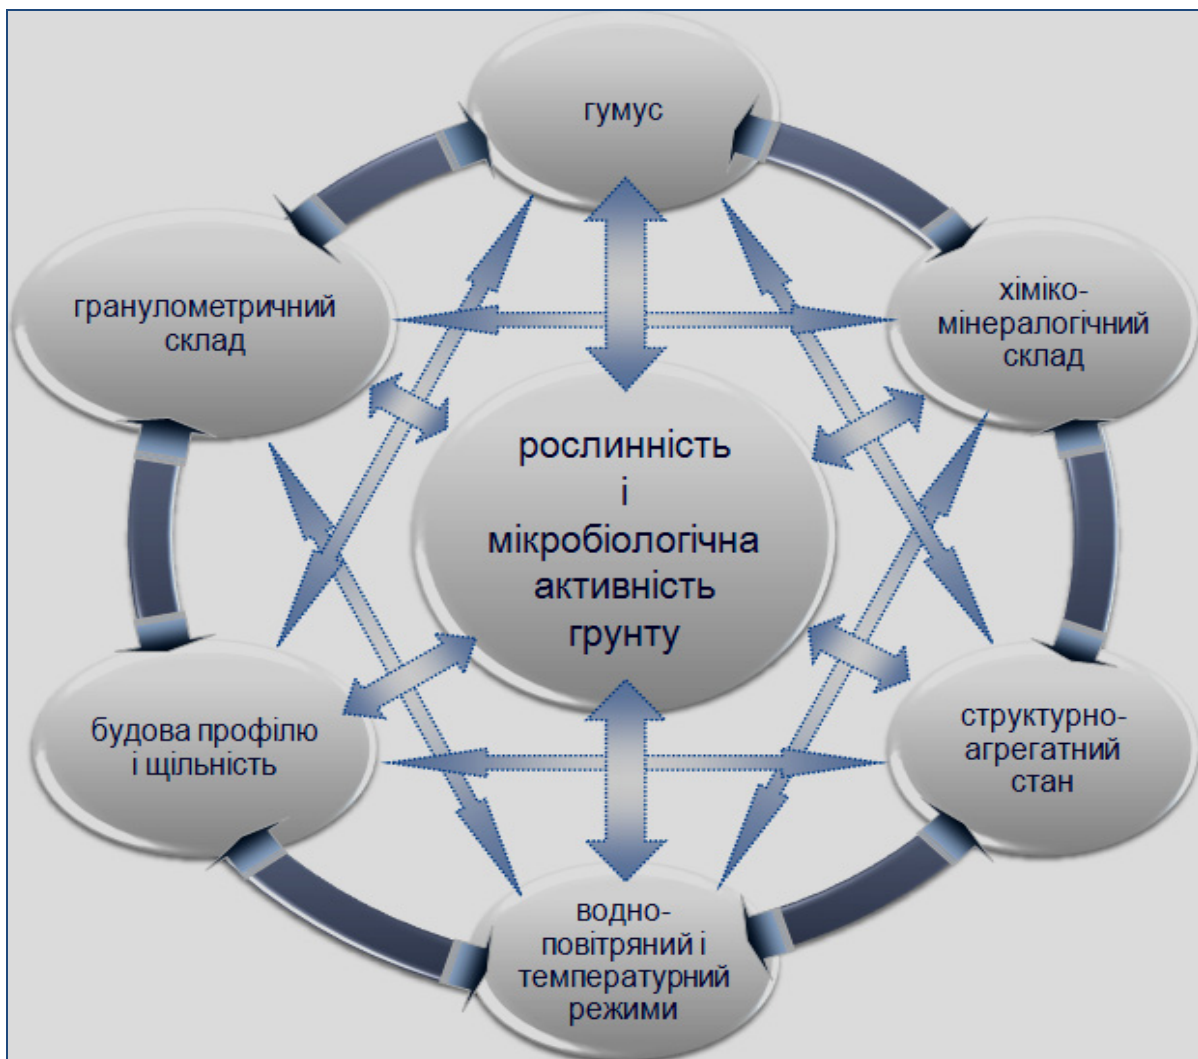 гумус
гранулометричний
склад
хіміко-
мінералогічний
склад
рослинність
і
мікробіологічна
активність
грунту
будова профілю
і щільність
структурно-
агрегатний
стан
водно-
повітряний і
температурний
режими